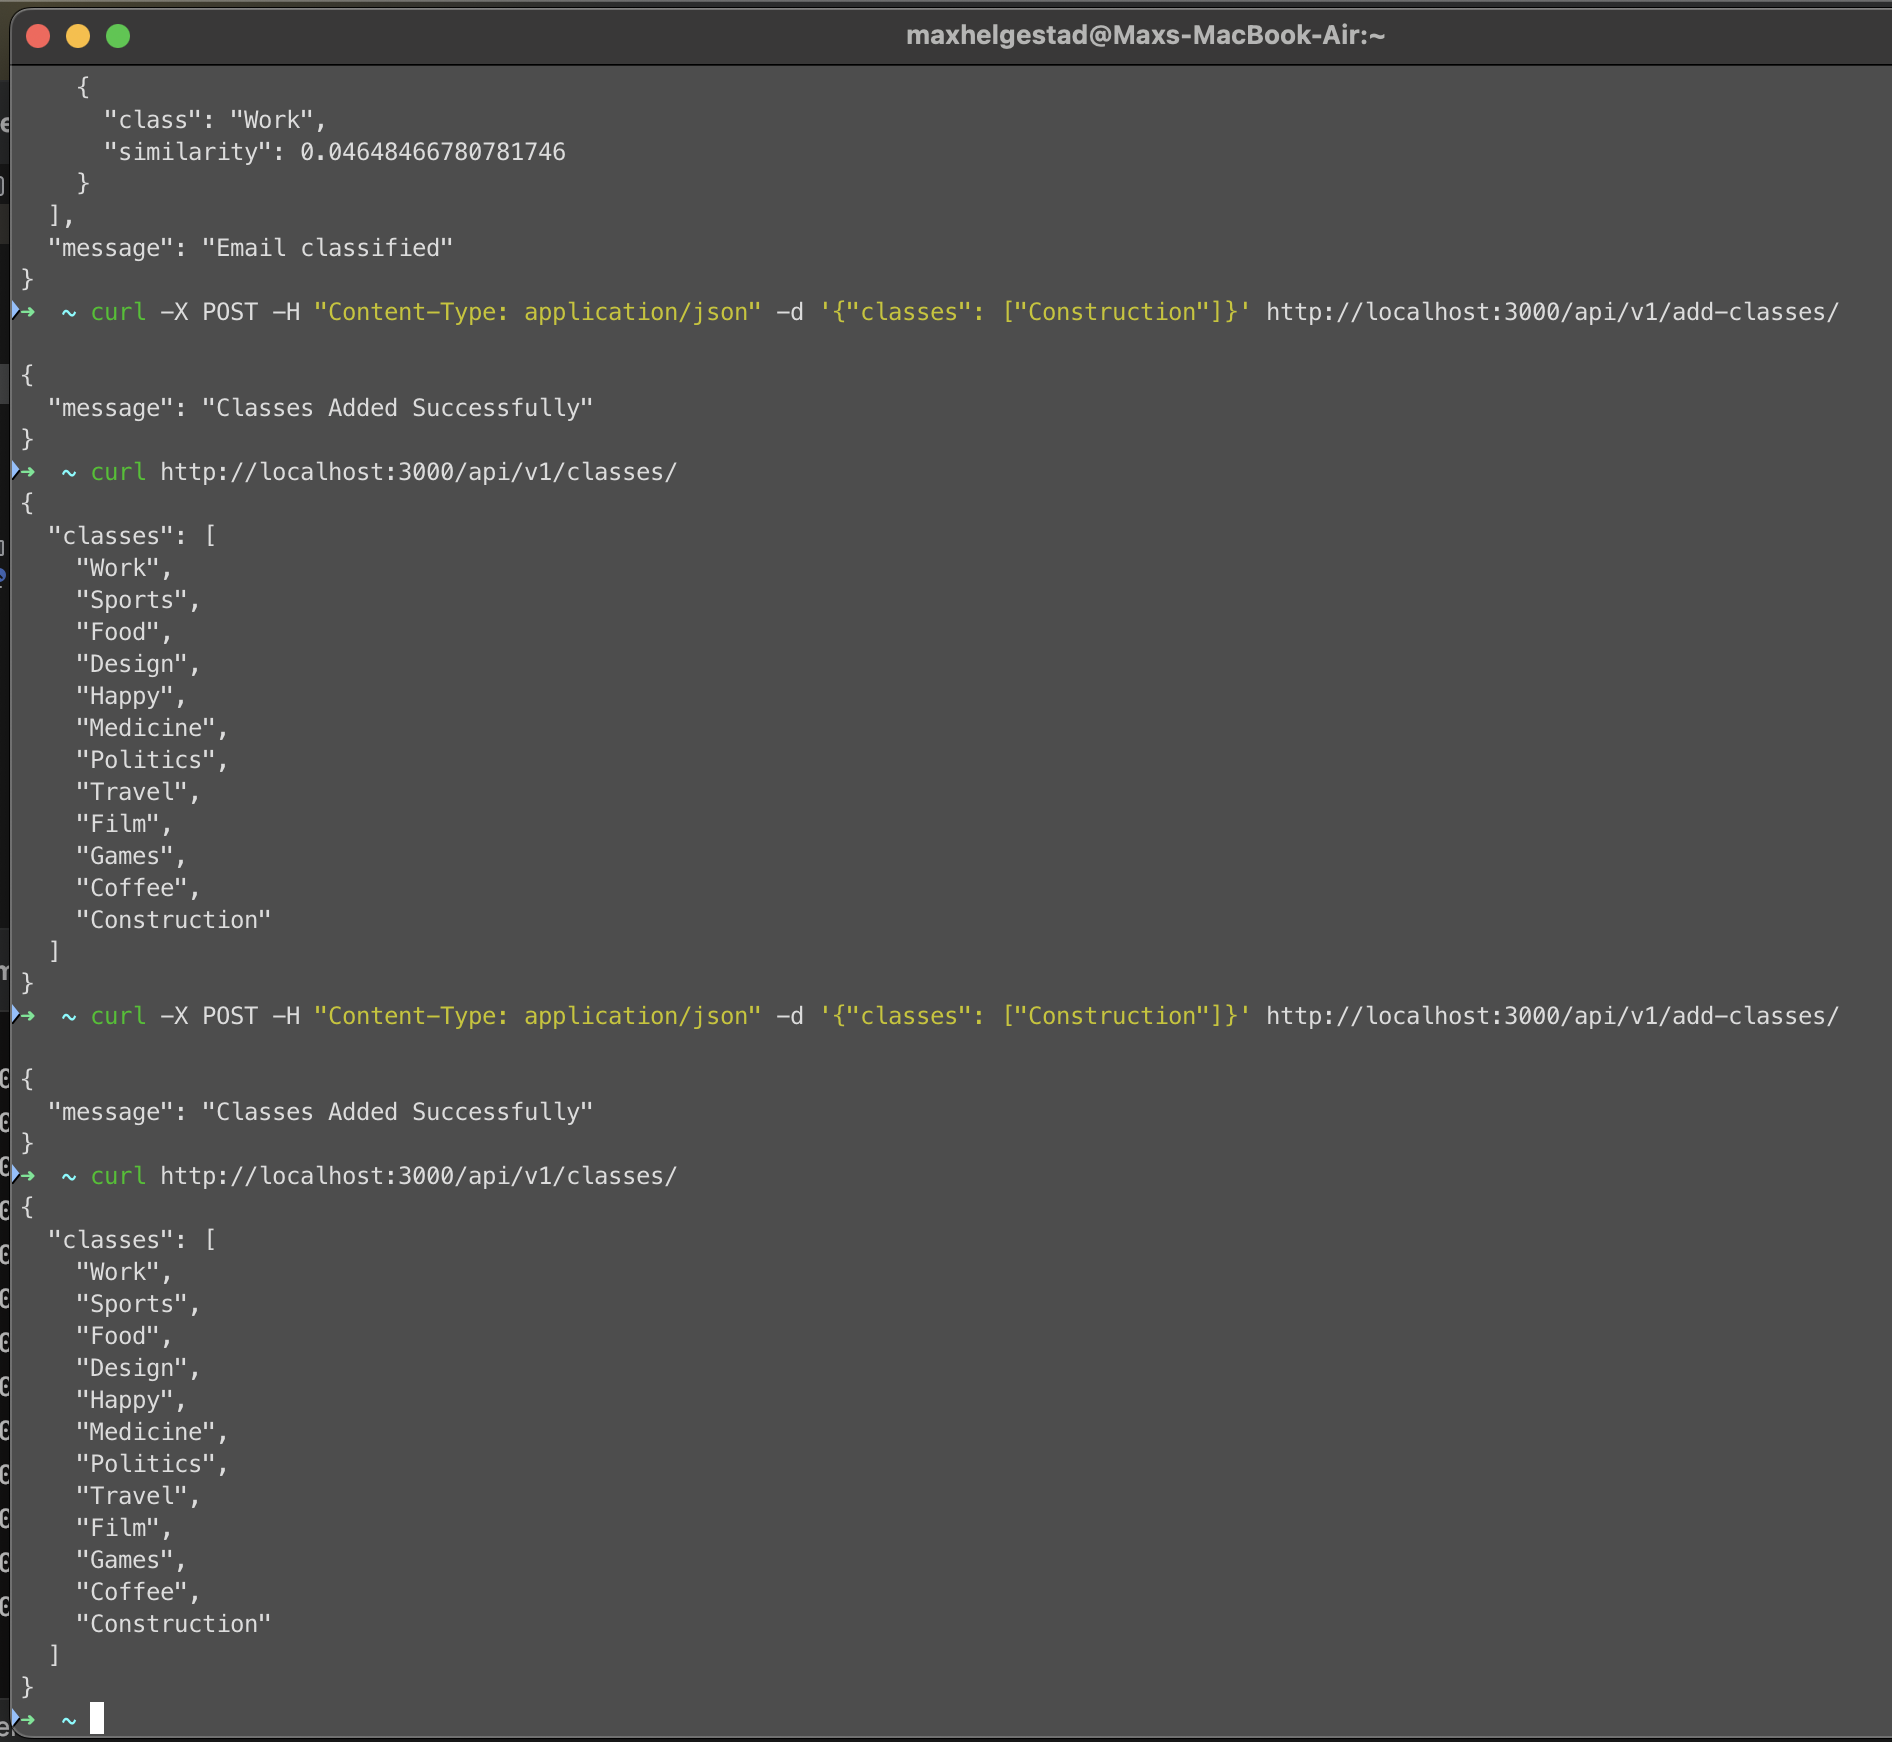 maxhelgestad@Maxs-MacBook-Air:~
    {
      "class": "Work",
      "similarity": 0.04648466780781746
    }
  ],
  "message": "Email classified"
}
➜  ~ curl -X POST -H "Content-Type: application/json" -d '{"classes": ["Construction"]}' http://localhost:3000/api/v1/add-classes/

{
  "message": "Classes Added Successfully"
}
➜  ~ curl http://localhost:3000/api/v1/classes/
{
  "classes": [
    "Work",
    "Sports",
    "Food",
    "Design",
    "Happy",
    "Medicine",
    "Politics",
    "Travel",
    "Film",
    "Games",
    "Coffee",
    "Construction"
  ]
}
➜  ~ curl -X POST -H "Content-Type: application/json" -d '{"classes": ["Construction"]}' http://localhost:3000/api/v1/add-classes/

{
  "message": "Classes Added Successfully"
}
➜  ~ curl http://localhost:3000/api/v1/classes/
{
  "classes": [
    "Work",
    "Sports",
    "Food",
    "Design",
    "Happy",
    "Medicine",
    "Politics",
    "Travel",
    "Film",
    "Games",
    "Coffee",
    "Construction"
  ]
}
➜  ~